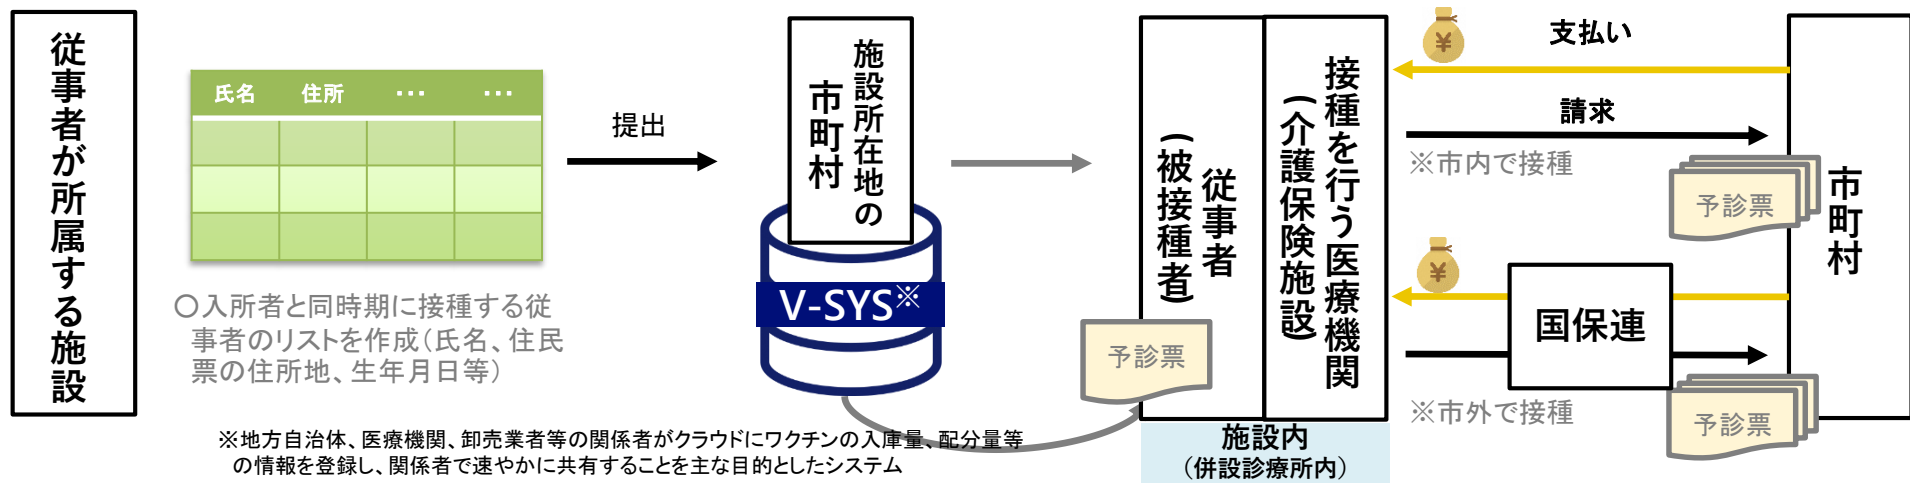 従事者が所属する施設
氏名 住所 ・・・ ・・・
〇入所者と同時期に接種する従
事者のリストを作成（氏名、住民
票の住所地、生年月日等）
提出
施設所在地の
市町村
V-SYS※
※地方自治体、医療機関、卸売業者等の関係者がクラウドにワクチンの入庫量、配分量等
の情報を登録し、関係者で速やかに共有することを主な目的としたシステム
従事者
（被接種者）
予診票
接種を行う医療機関
（介護保険施設）
施設内
（併設診療所内）
支払い
請求
※市内で接種
予診票
国保連
※市外で接種
予診票
市町村